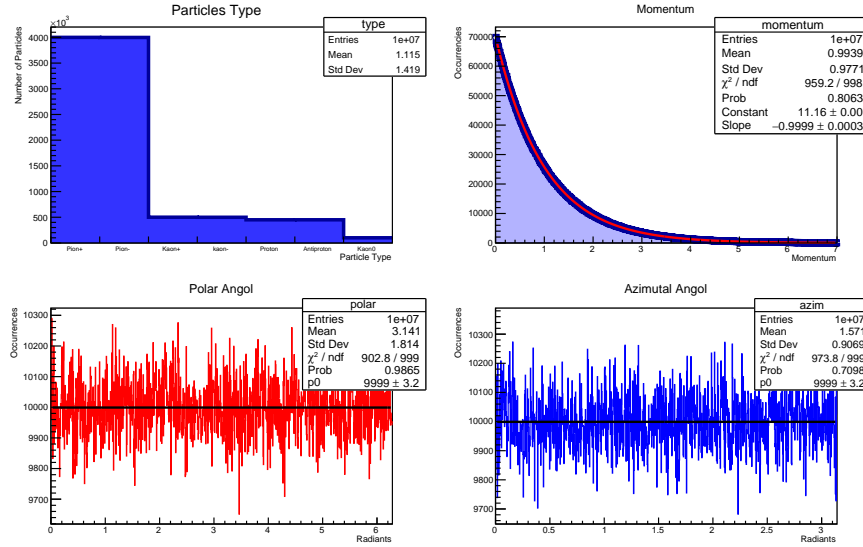 Particles Type
×10³
Number of Particles
4000
3500
3000
2500
2000
1500
1000
500
0
Pion+ Pion- Kaon+ kaon- Proton Antiproton Kaon0
Particle Type
type
Entries 1e+07
Mean 1.115
Std Dev 1.419
Momentum
Occurrencies
70000
60000
50000
40000
30000
20000
10000
0
0 1 2 3 4 5 6 7
Momentum
momentum
Entries 1e+07
Mean 0.9939
Std Dev 0.9771
χ² / ndf 959.2 / 998
Prob 0.8063
Constant 11.16 ± 0.00
Slope −0.9999 ± 0.0003
Polar Angol
Occurrences
10300
10200
10100
10000
9900
9800
9700
0 1 2 3 4 5 6
Radiants
polar
Entries 1e+07
Mean 3.141
Std Dev 1.814
χ² / ndf 902.8 / 999
Prob 0.9865
p0 9999 ± 3.2
Azimutal Angol
Occurrences
10300
10200
10100
10000
9900
9800
9700
0 0.5 1 1.5 2 2.5 3
Radiants
azim
Entries 1e+07
Mean 1.571
Std Dev 0.9069
χ² / ndf 973.8 / 999
Prob 0.7098
p0 9999 ± 3.2